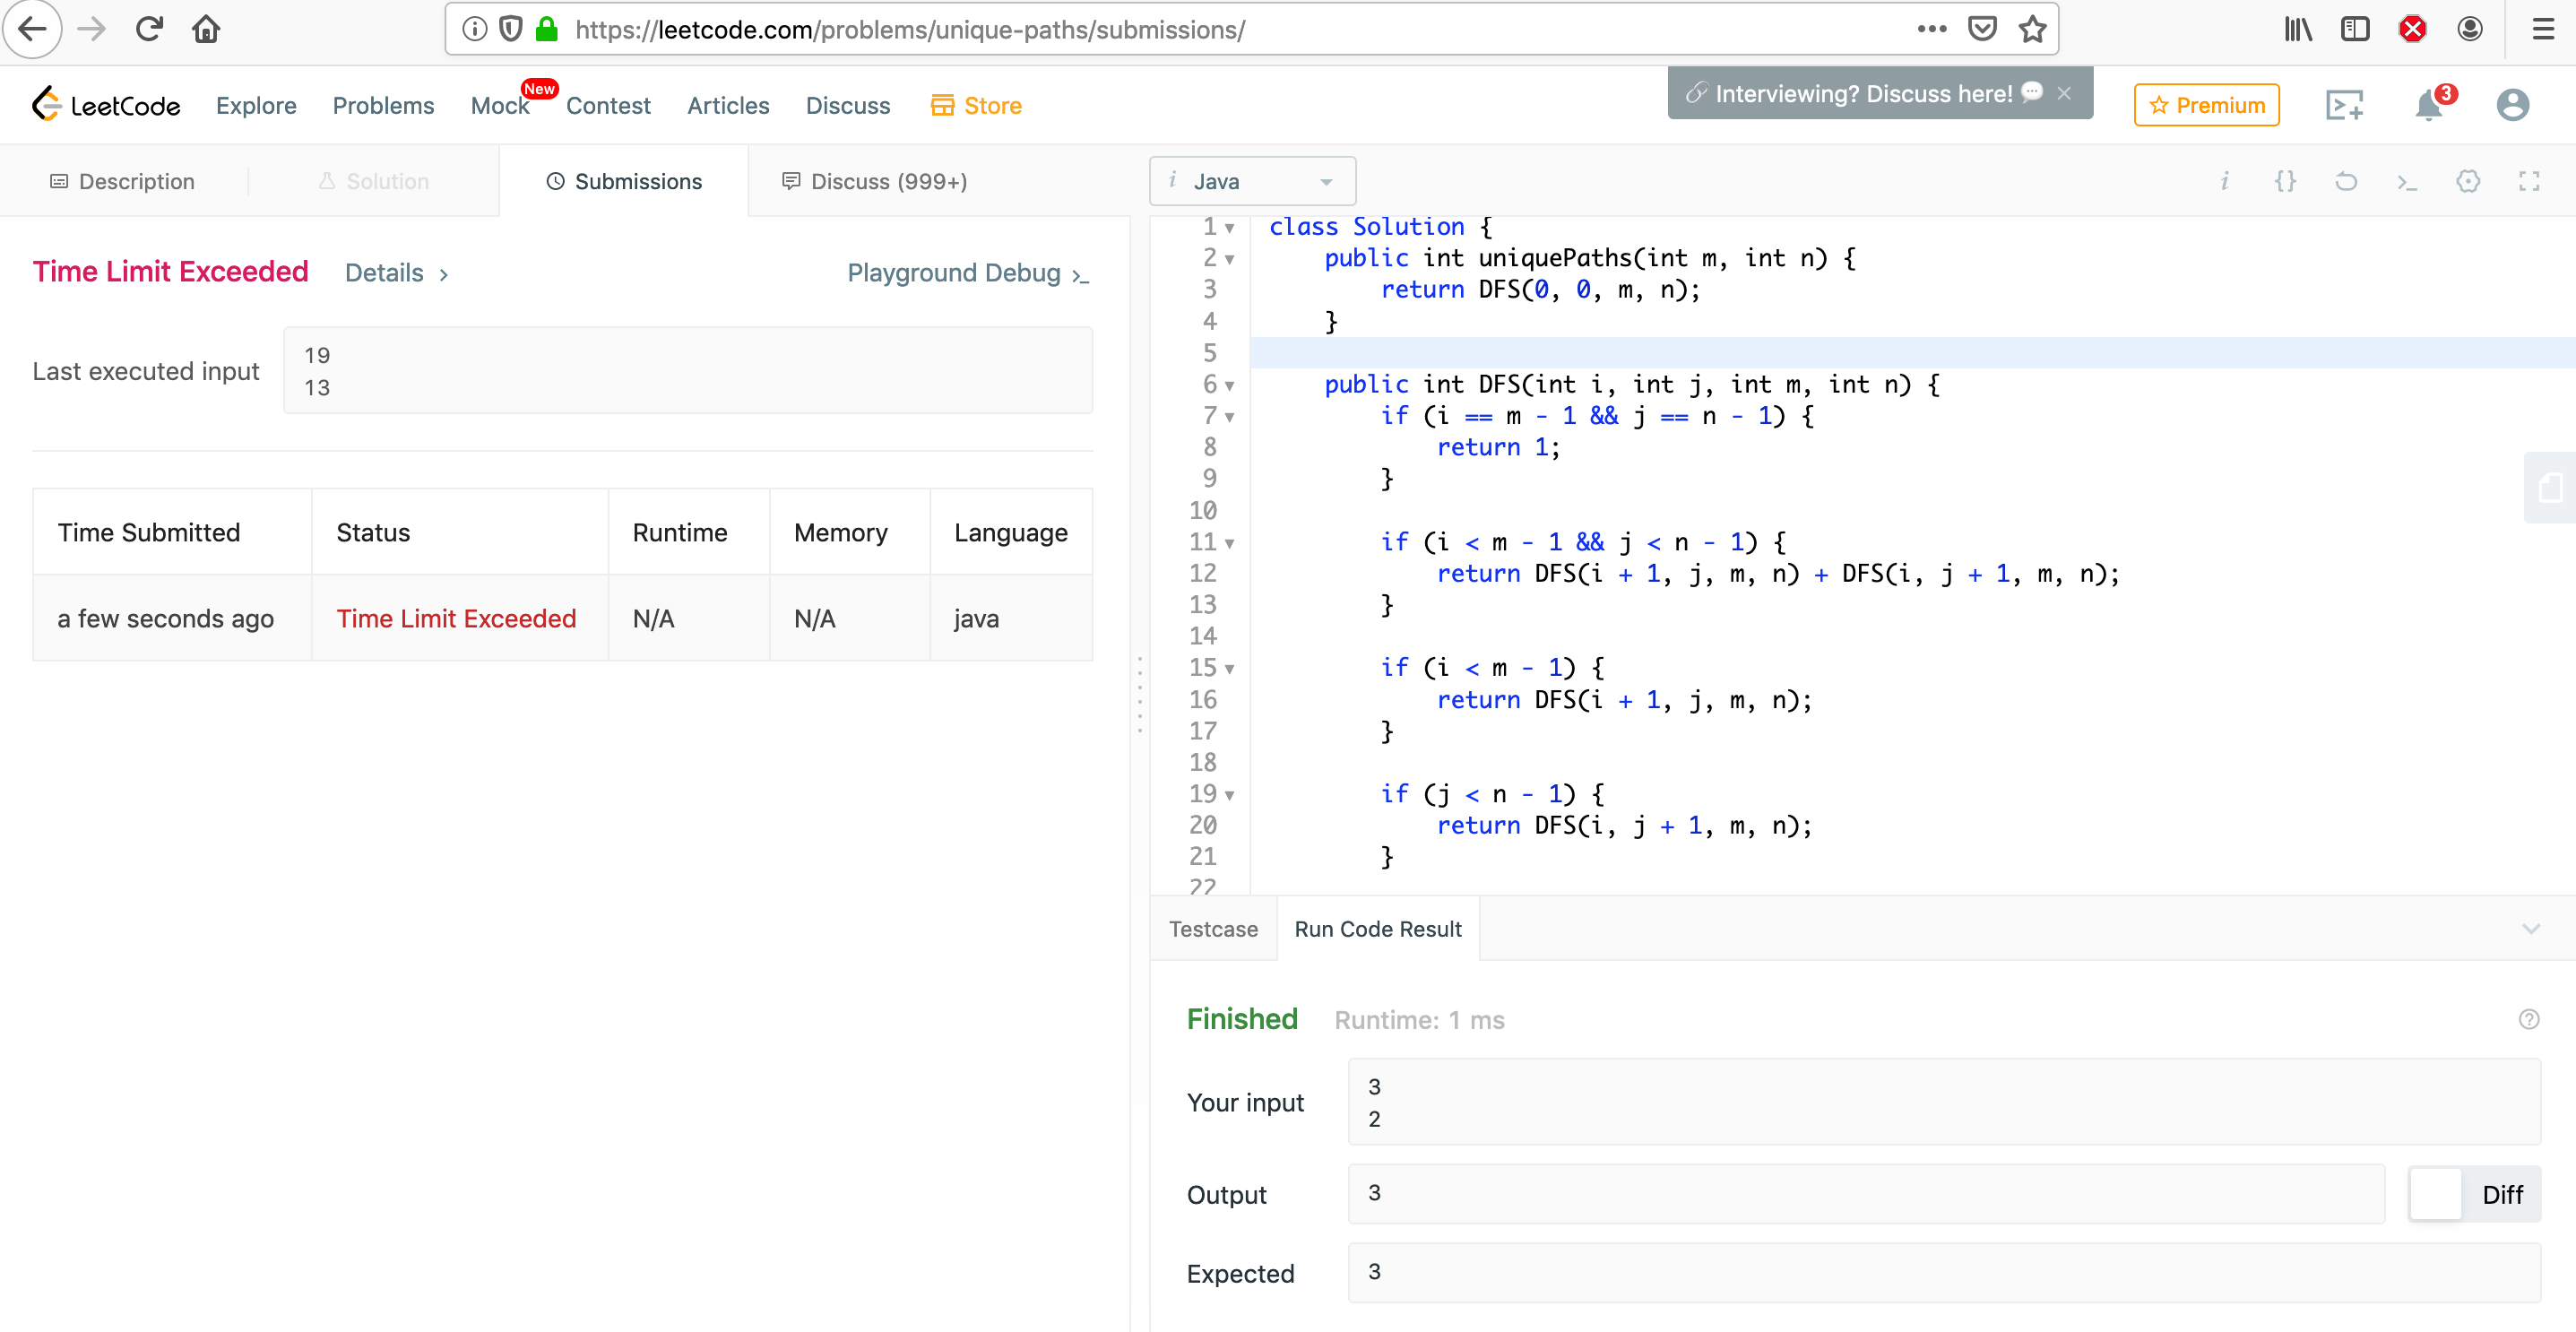 https://leetcode.com/problems/unique-paths/submissions/
LeetCode Explore Problems Mock New Contest Articles Discuss Store Interviewing? Discuss here! Premium 3
Description Solution Submissions Discuss (999+)
Time Limit Exceeded Details > Playground Debug >_
Last executed input
19
13
Time Submitted Status Runtime Memory Language
a few seconds ago Time Limit Exceeded N/A N/A java
i Java i {} >_
1 class Solution {
2 public int uniquePaths(int m, int n) {
3 return DFS(0, 0, m, n);
4 }
5
6 public int DFS(int i, int j, int m, int n) {
7 if (i == m - 1 && j == n - 1) {
8 return 1;
9 }
10
11 if (i < m - 1 && j < n - 1) {
12 return DFS(i + 1, j, m, n) + DFS(i, j + 1, m, n);
13 }
14
15 if (i < m - 1) {
16 return DFS(i + 1, j, m, n);
17 }
18
19 if (j < n - 1) {
20 return DFS(i, j + 1, m, n);
21 }
22
Testcase Run Code Result
Finished Runtime: 1 ms
Your input
3
2
Output 3 Diff
Expected 3